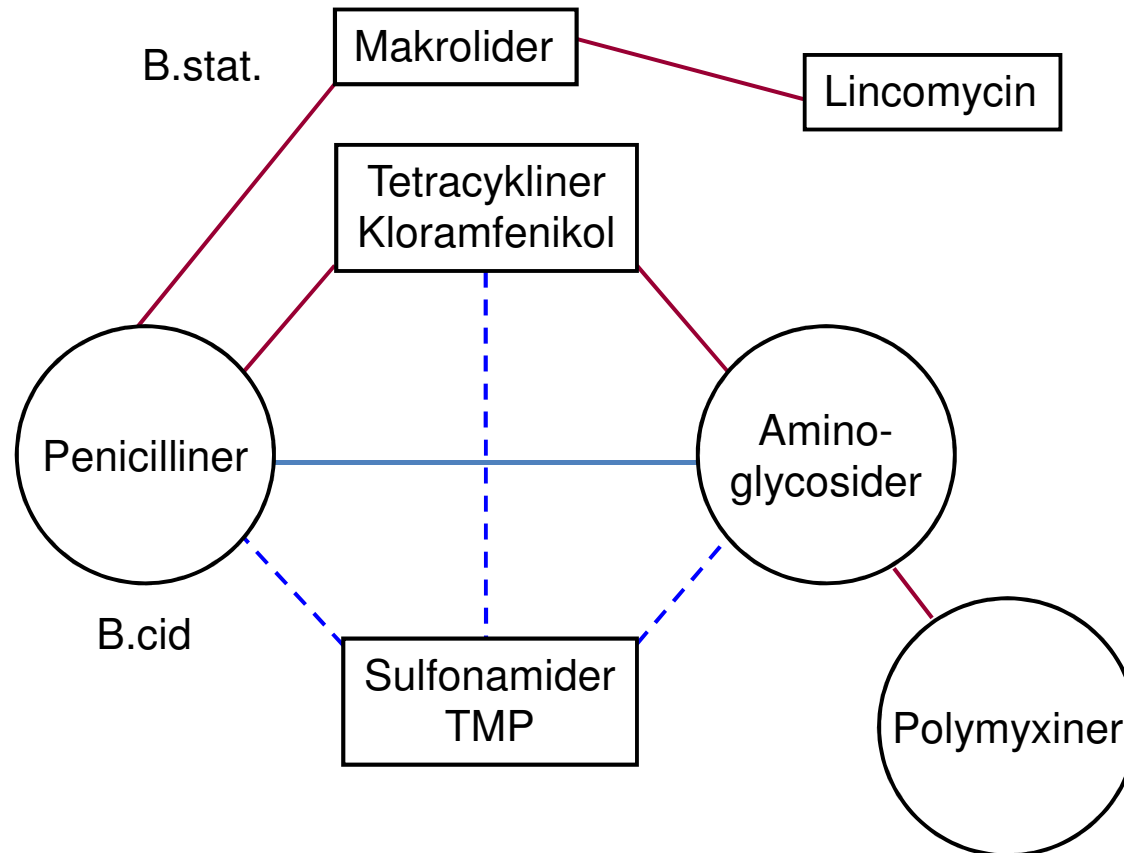 Makrolider
B.stat.
Lincomycin
Tetracykliner
Kloramfenikol
Penicilliner
Amino-
glycosider
B.cid
Sulfonamider
TMP
Polymyxiner